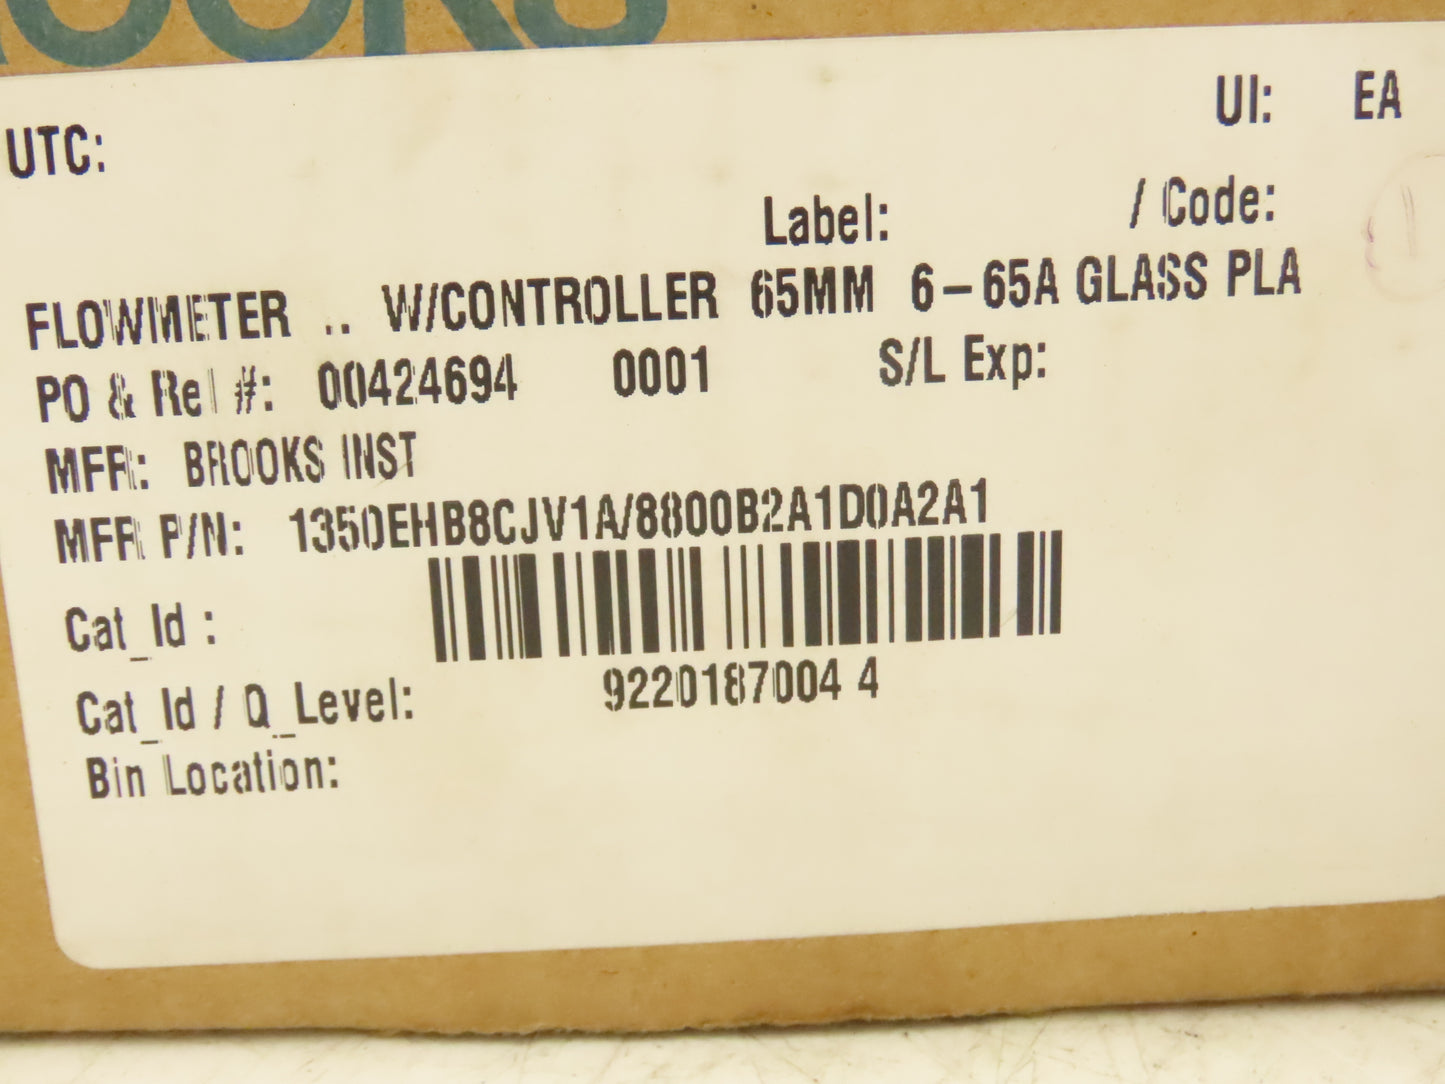 UTC:
UI: EA
Label: / Code:
FLOWMETER .. W/CONTROLLER 65MM 6-65A GLASS PLA
PO & Rel #: 00424694 0001 S/L Exp:
MFR: BROOKS INST
MFR P/N: 1350EHB8CJV1A/8800B2A1D0A2A1
Cat_Id :
9220187004 4
Cat_Id / Q_Level:
Bin Location: